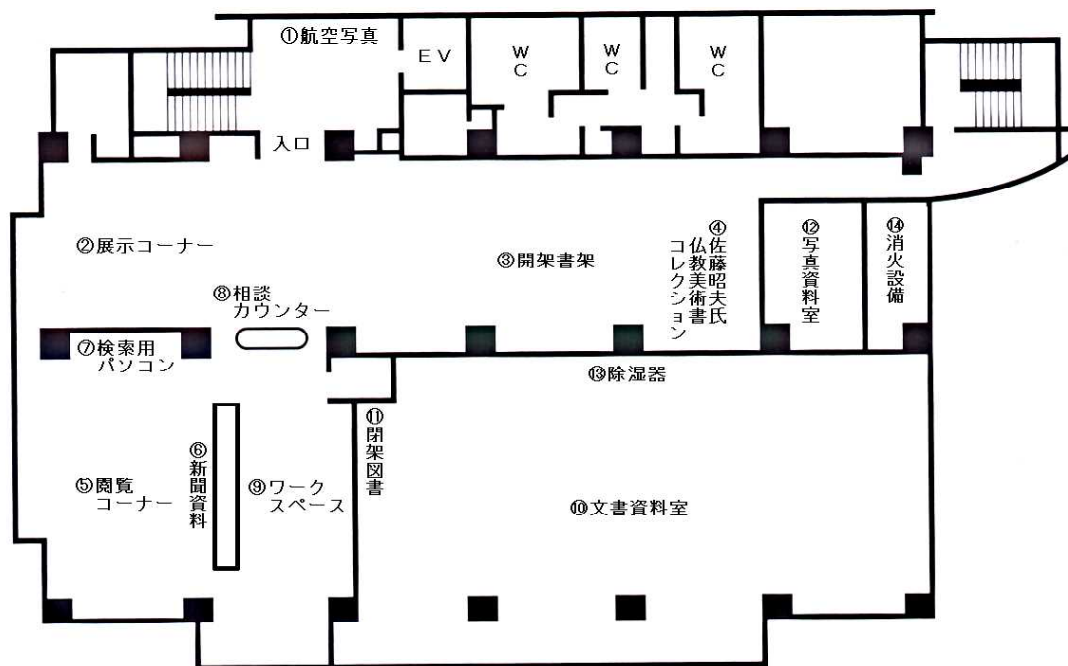 ①航空写真
EV
WC
WC
WC
入口
②展示コーナー
③開架書架
④佐藤昭夫氏
仏教美術書
コレクション
⑫写真資料室
⑭消火設備
⑧相談
カウンター
⑦検索用
パソコン
⑬除湿器
⑪閉架図書
⑥新聞資料
⑤閲覧
コーナー
⑨ワーク
スペース
⑩文書資料室